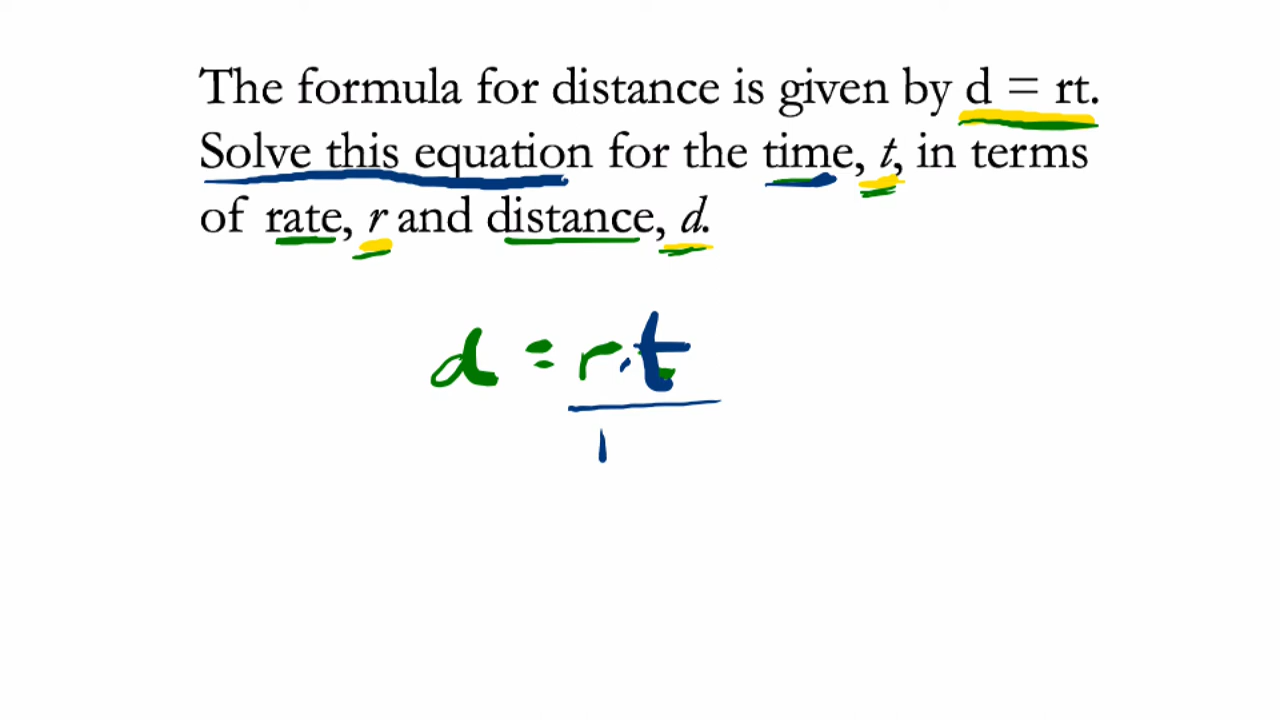 The formula for distance is given by d = rt.
Solve this equation for the time, t, in terms
of rate, r and distance, d.
d = r·t